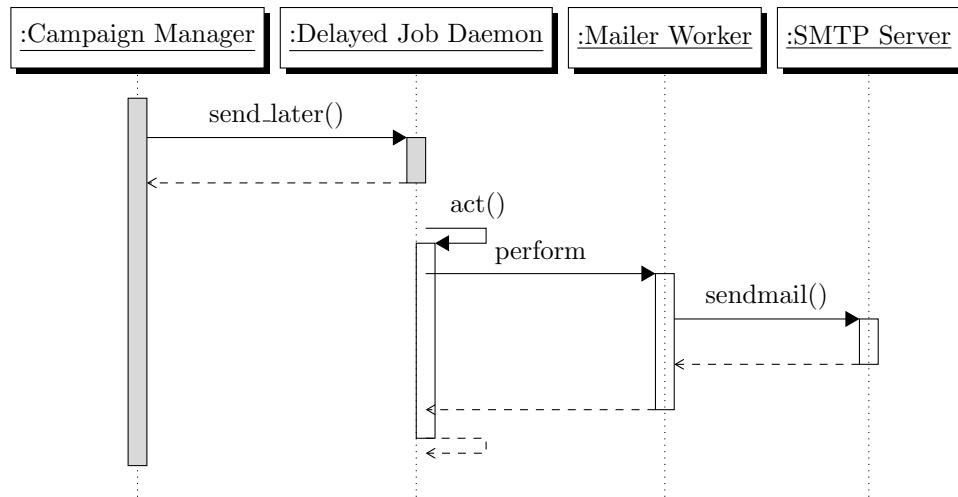 :Campaign Manager
:Delayed Job Daemon
:Mailer Worker
:SMTP Server
send_later()
act()
perform
sendmail()